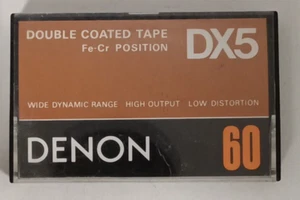 DOUBLE COATED TAPE DX5
Fe-Cr POSITION
WIDE DYNAMIC RANGE HIGH OUTPUT LOW DISTORTION
DENON 60